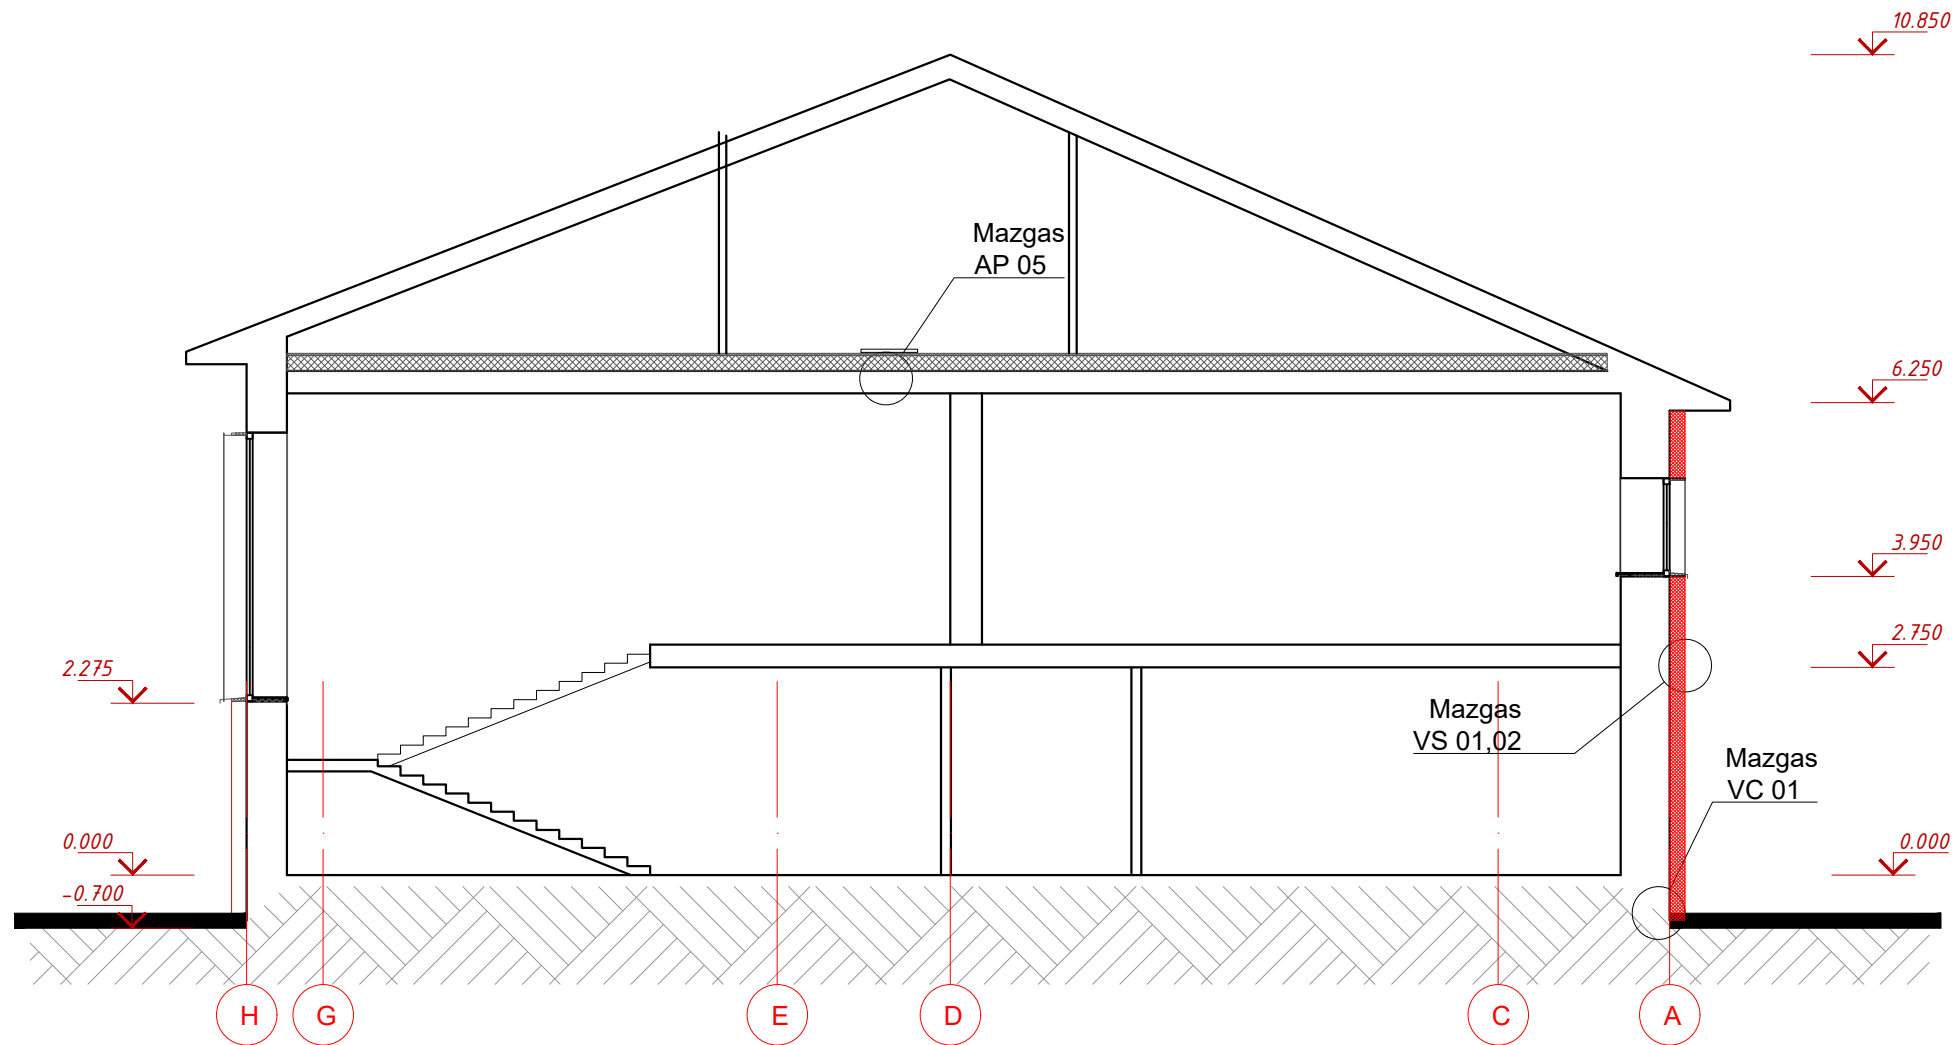 10.850
Mazgas
AP 05
6.250
3.950
2.750
2.275
Mazgas
VS 01,02
Mazgas
VC 01
0.000
0.000
-0.700
H
G
E
D
C
A